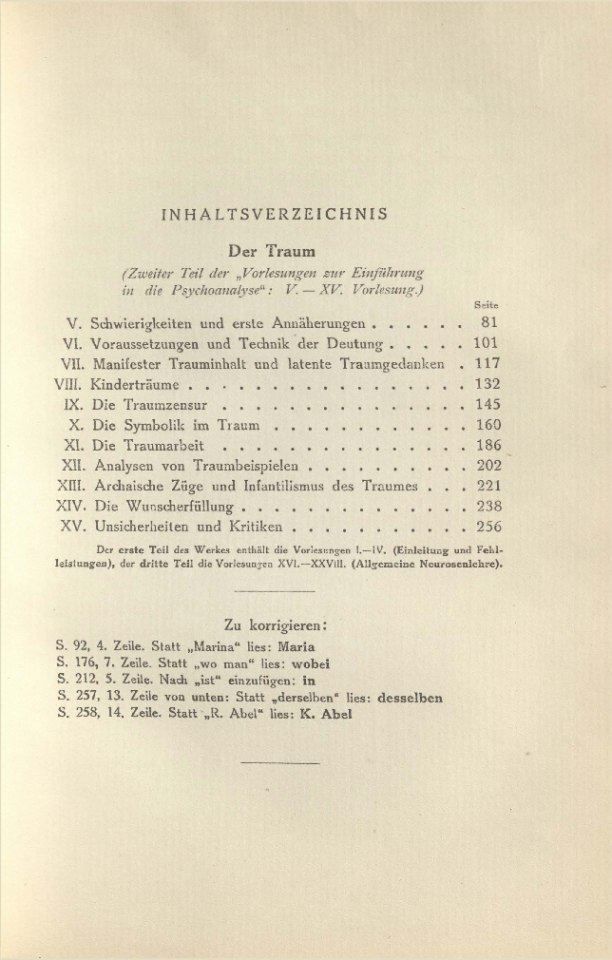 INHALTSVERZEICHNIS
Der Traum
(Zweiter Teil der „Vorlesungen zur Einführung
in die Psychoanalyse“: V. — XV. Vorlesung.)
Seite
V. Schwierigkeiten und erste Annäherungen . . . . . . 81
VI. Voraussetzungen und Technik der Deutung . . . . . 101
VII. Manifester Trauminhalt und latente Traumgedanken . 117
VIII. Kinderträume . . . . . . . . . . . . . . . . . 132
IX. Die Traumzensur . . . . . . . . . . . . . . . 145
X. Die Symbolik im Traum . . . . . . . . . . . . 160
XI. Die Traumarbeit . . . . . . . . . . . . . . . 186
XII. Analysen von Traumbeispielen . . . . . . . . . . 202
XIII. Archaische Züge und Infantilismus des Traumes . . . 221
XIV. Die Wunscherfüllung . . . . . . . . . . . . . . 238
XV. Unsicherheiten und Kritiken . . . . . . . . . . . 256
Der erste Teil des Werkes enthält die Vorlesungen I.—IV. (Einleitung und Fehl-
leistungen), der dritte Teil die Vorlesungen XVI.—XXVIII. (Allgemeine Neurosenlehre).
Zu korrigieren:
S. 92, 4. Zeile. Statt „Marina“ lies: Maria
S. 176, 7. Zeile. Statt „wo man“ lies: wobei
S. 212, 5. Zeile. Nach „ist“ einzufügen: in
S. 257, 13. Zeile von unten: Statt „derselben“ lies: desselben
S. 258, 14. Zeile. Statt „R. Abel“ lies: K. Abel